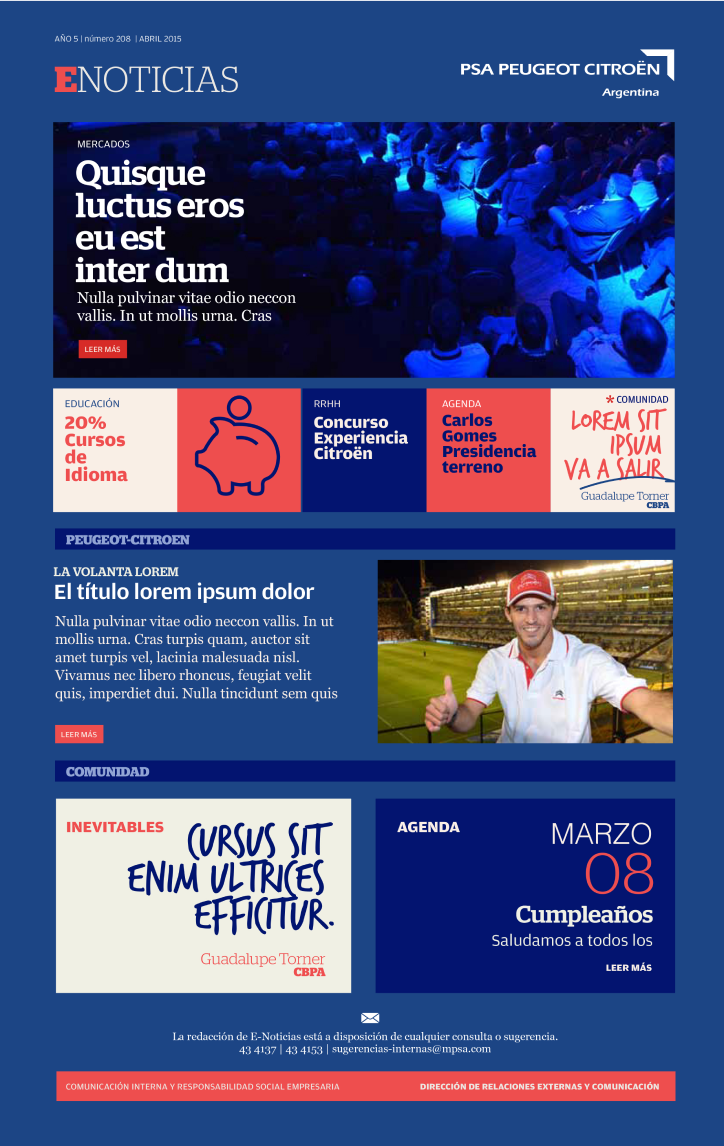 AÑO 5 | número 208 | ABRIL 2015
ENOTICIAS
PSA PEUGEOT CITROËN
Argentina
MERCADOS
Quisque
luctus eros
eu est
inter dum
Nulla pulvinar vitae odio neccon
vallis. In ut mollis urna. Cras
LEER MÁS
EDUCACIÓN
20%
Cursos
de
Idioma
RRHH
Concurso
Experiencia
Citroën
AGENDA
Carlos
Gomes
Presidencia
terreno
*COMUNIDAD
LOREM SIT
IPSUM
VA A SALIR
Guadalupe Torner
CBPA
PEUGEOT-CITROEN
LA VOLANTA LOREM
El título lorem ipsum dolor
Nulla pulvinar vitae odio neccon vallis. In ut
mollis urna. Cras turpis quam, auctor sit
amet turpis vel, lacinia malesuada nisl.
Vivamus nec libero rhoncus, feugiat velit
quis, imperdiet dui. Nulla tincidunt sem quis
LEER MÁS
COMUNIDAD
INEVITABLES
CURSUS SIT
ENIM ULTRICES
EFFICITUR.
Guadalupe Torner
CBPA
AGENDA
MARZO
08
Cumpleaños
Saludamos a todos los
LEER MÁS
La redacción de E-Noticias está a disposición de cualquier consulta o sugerencia.
43 4137 | 43 4153 | sugerencias-internas@mpsa.com
COMUNICACIÓN INTERNA Y RESPONSABILIDAD SOCIAL EMPRESARIA
DIRECCIÓN DE RELACIONES EXTERNAS Y COMUNICACIÓN